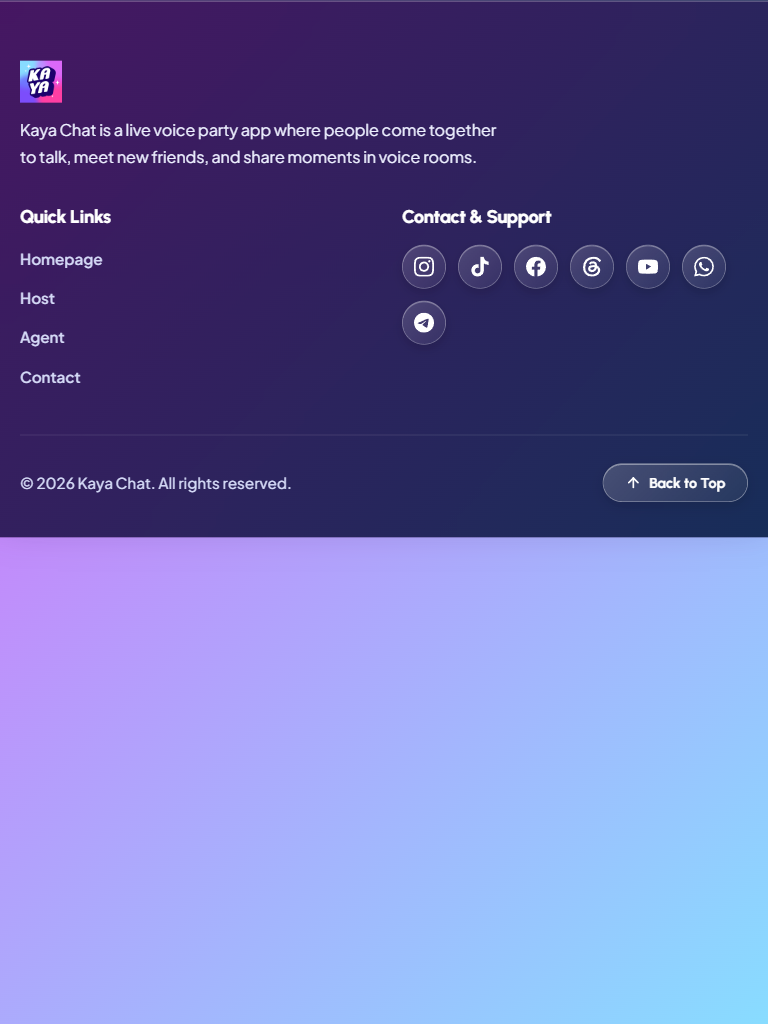 KA
YA
Kaya Chat is a live voice party app where people come together
to talk, meet new friends, and share moments in voice rooms.
Quick Links
Homepage
Host
Agent
Contact
Contact & Support
© 2026 Kaya Chat. All rights reserved.
Back to Top